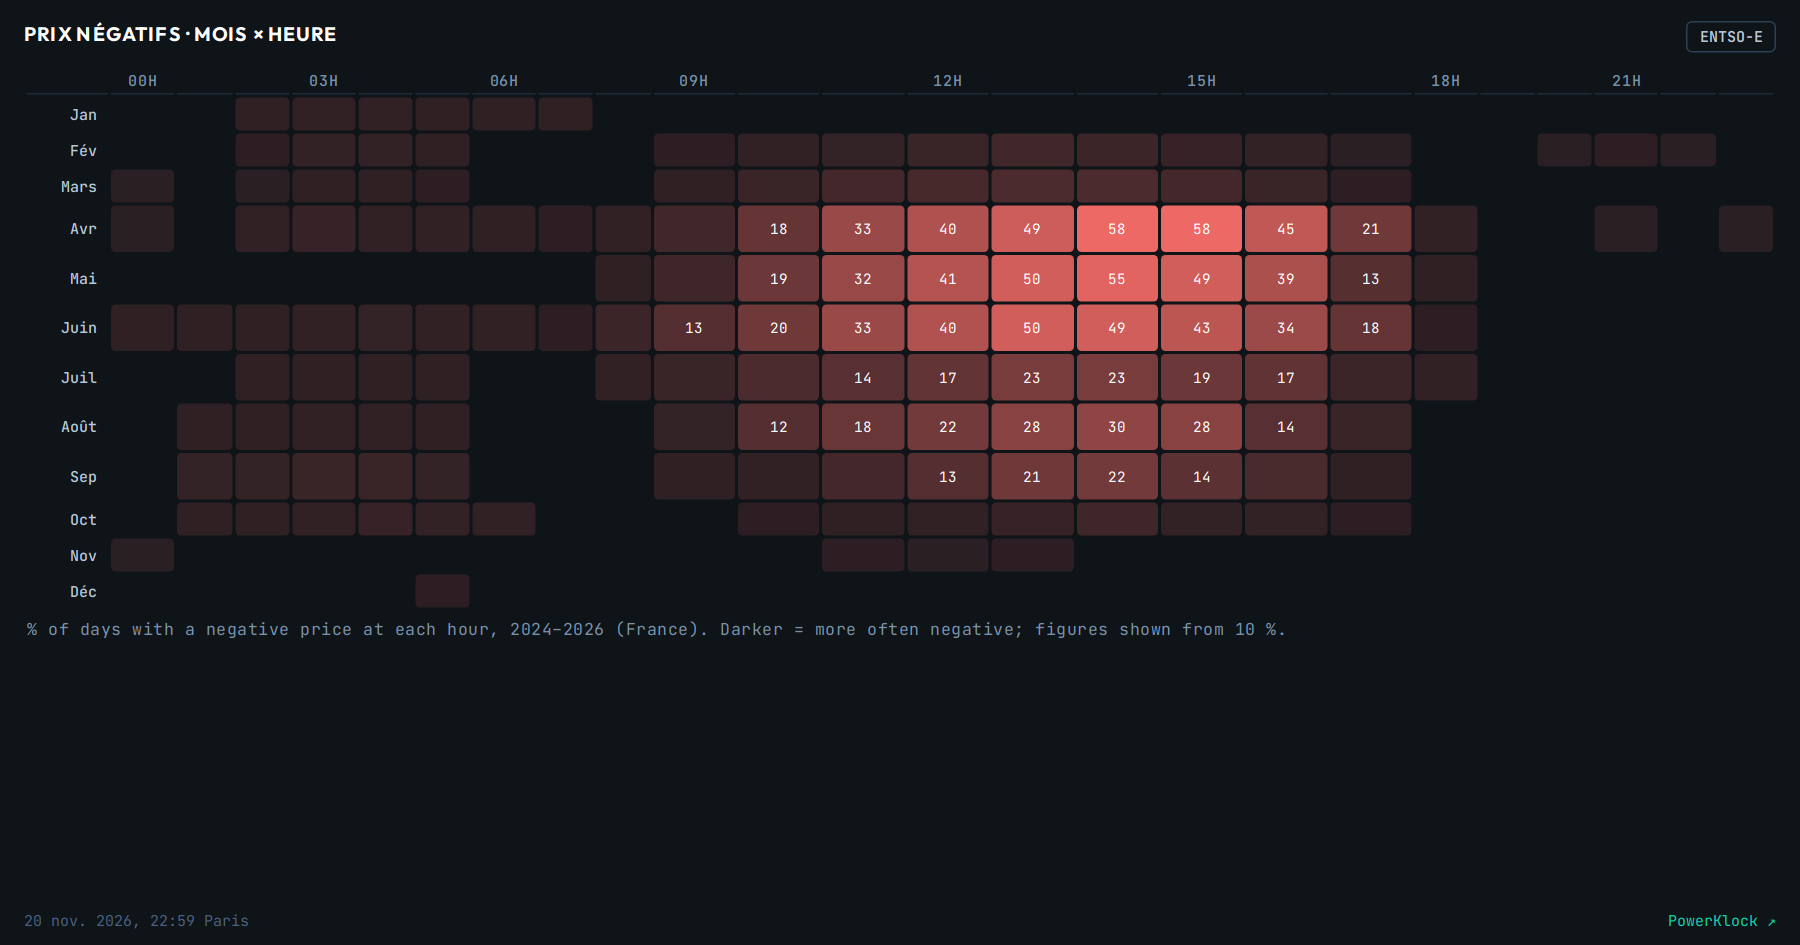 PRIX NÉGATIFS · MOIS × HEURE
ENTSO-E
00H 03H 06H 09H 12H 15H 18H 21H
Jan
Fév
Mars
Avr 18 33 40 49 58 58 45 21
Mai 19 32 41 50 55 49 39 13
Juin 13 20 33 40 50 49 43 34 18
Juil 14 17 23 23 19 17
Août 12 18 22 28 30 28 14
Sep 13 21 22 14
Oct
Nov
Déc
% of days with a negative price at each hour, 2024–2026 (France). Darker = more often negative; figures shown from 10 %.
20 nov. 2026, 22:59 Paris
PowerKlock ↗